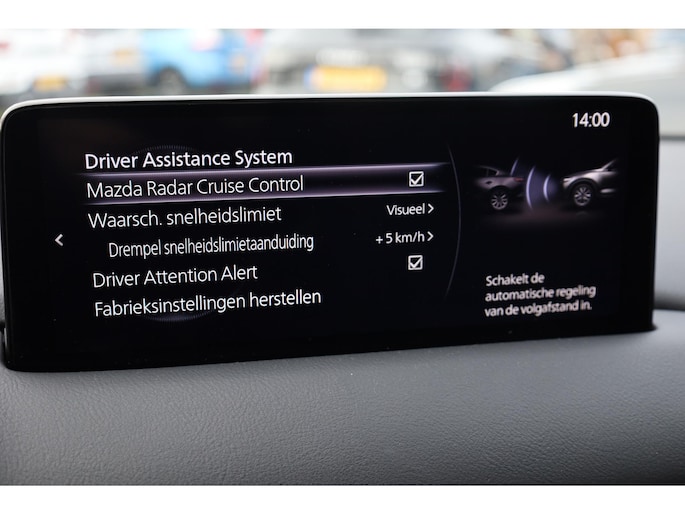 14:00
Driver Assistance System
Mazda Radar Cruise Control
Waarsch. snelheidslimiet Visueel >
Drempel snelheidslimietaanduiding + 5 km/h >
Driver Attention Alert
Fabrieksinstellingen herstellen
Schakelt de
automatische regeling
van de volgafstand in.